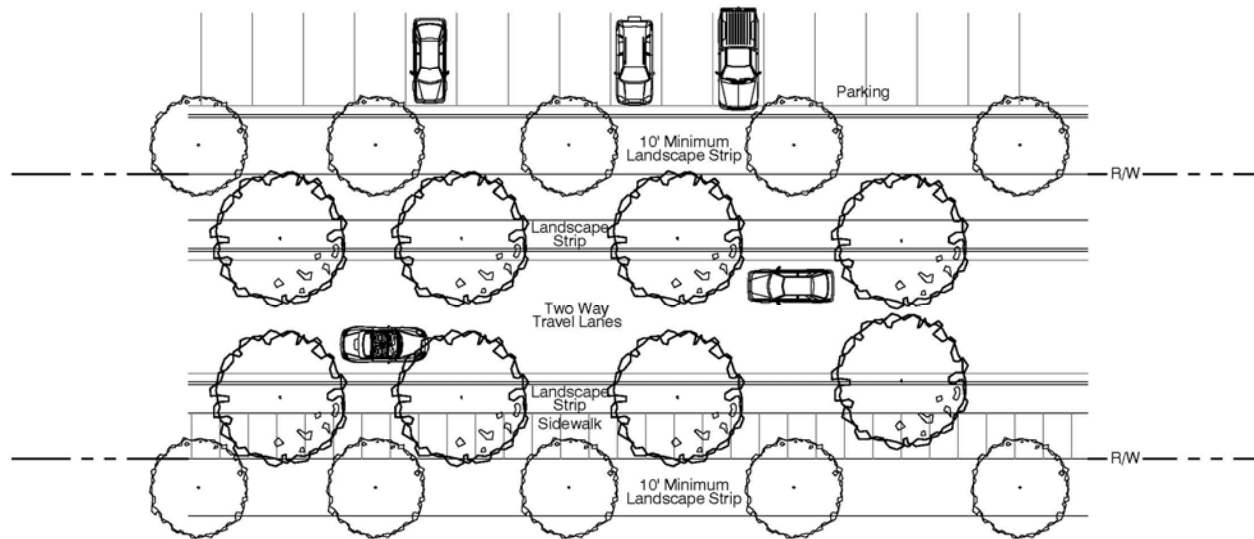 Parking
10' Minimum
Landscape Strip
R/W
Landscape
Strip
Two Way
Travel Lanes
Landscape
Strip
Sidewalk
R/W
10' Minimum
Landscape Strip